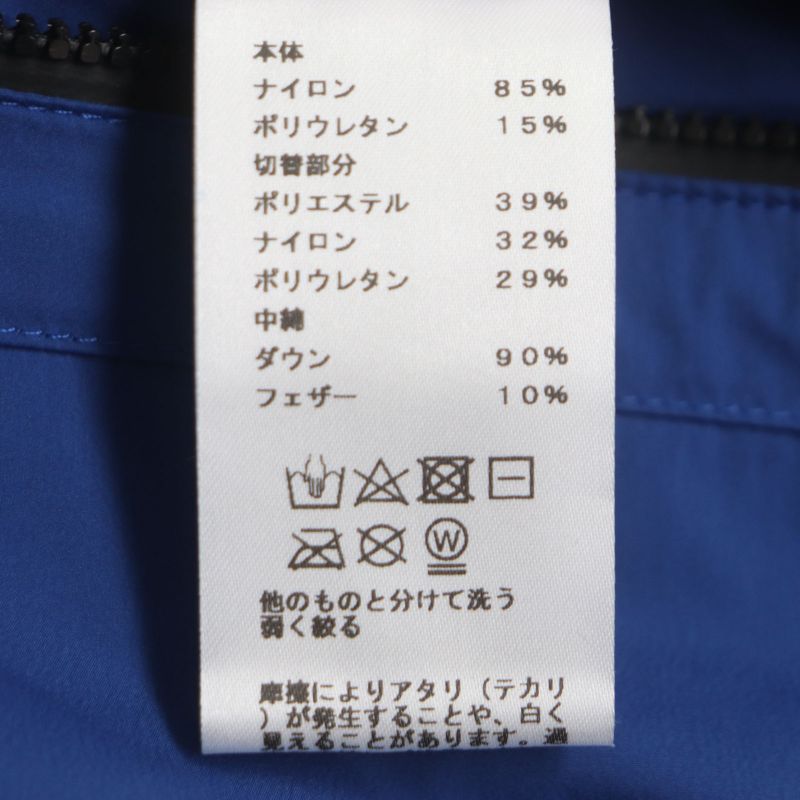 本体
ナイロン 85%
ポリウレタン 15%
切替部分
ポリエステル 39%
ナイロン 32%
ポリウレタン 29%
中綿
ダウン 90%
フェザー 10%
W
他のものと分けて洗う
弱く絞る
摩擦によりアタリ(テカリ
)が発生することや、白く
見えることがあります。過